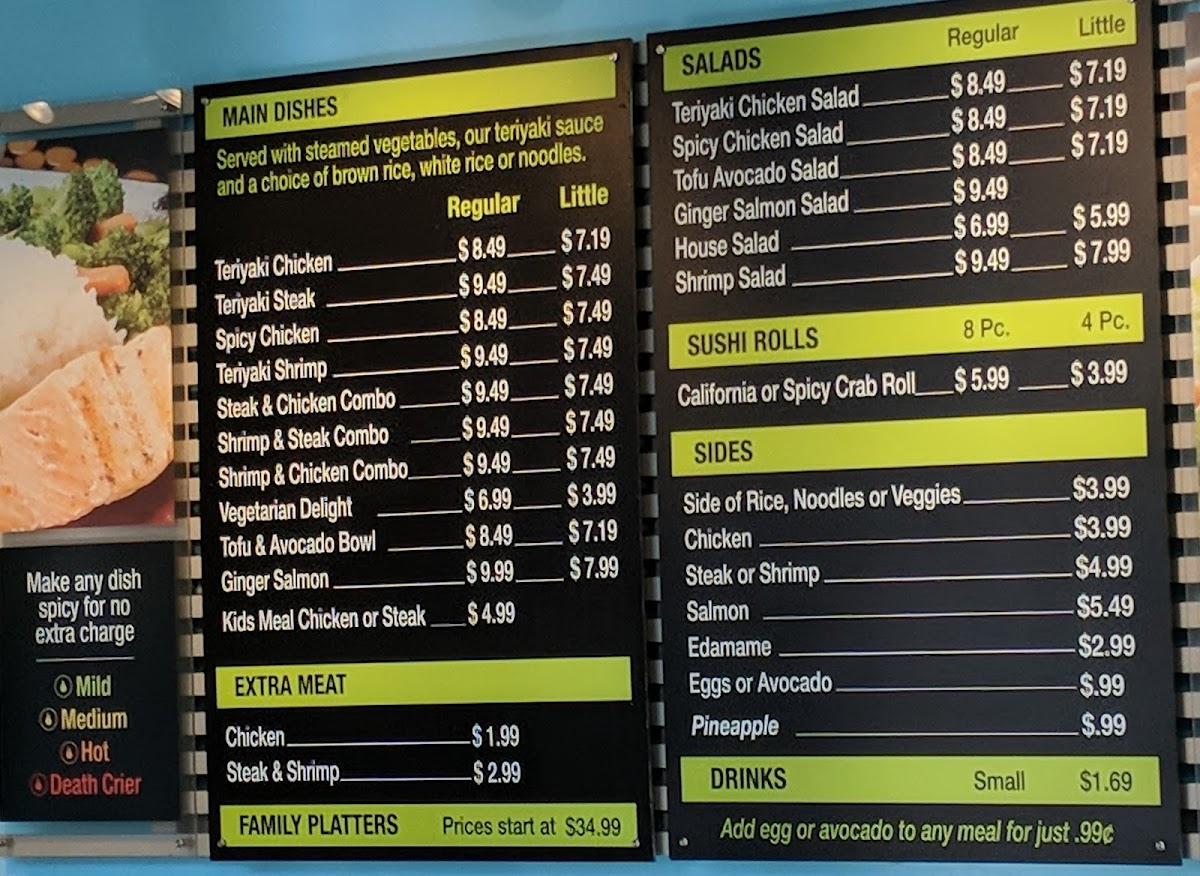 Make any dish
spicy for no
extra charge
Mild
Medium
Hot
Death Crier
MAIN DISHES
Served with steamed vegetables, our teriyaki sauce
and a choice of brown rice, white rice or noodles.
Regular Little
Teriyaki Chicken $8.49 $7.19
Teriyaki Steak $9.49 $7.49
Spicy Chicken $8.49 $7.49
Teriyaki Shrimp $9.49 $7.49
Steak & Chicken Combo $9.49 $7.49
Shrimp & Steak Combo $9.49 $7.49
Shrimp & Chicken Combo $9.49 $7.49
Vegetarian Delight $6.99 $3.99
Tofu & Avocado Bowl $8.49 $7.19
Ginger Salmon $9.99 $7.99
Kids Meal Chicken or Steak $4.99
EXTRA MEAT
Chicken $1.99
Steak & Shrimp $2.99
FAMILY PLATTERS Prices start at $34.99
SALADS Regular Little
Teriyaki Chicken Salad $8.49 $7.19
Spicy Chicken Salad $8.49 $7.19
Tofu Avocado Salad $8.49 $7.19
Ginger Salmon Salad $9.49
House Salad $6.99 $5.99
Shrimp Salad $9.49 $7.99
SUSHI ROLLS 8 Pc. 4 Pc.
California or Spicy Crab Roll $5.99 $3.99
SIDES
Side of Rice, Noodles or Veggies $3.99
Chicken $3.99
Steak or Shrimp $4.99
Salmon $5.49
Edamame $2.99
Eggs or Avocado $.99
Pineapple $.99
DRINKS Small $1.69
Add egg or avocado to any meal for just .99¢